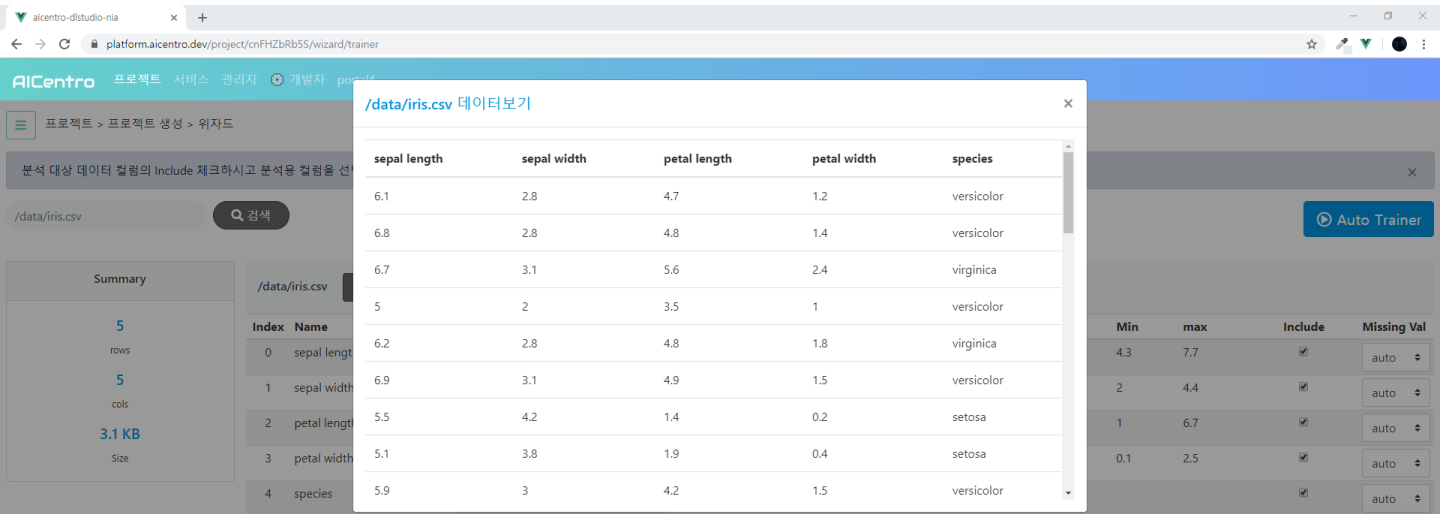 aicentro-dlstudio-nia
platform.aicentro.dev/project/cnFHZbRb5S/wizard/trainer
AICentro 프로젝트 서비스 관리자 개발자
/data/iris.csv 데이터보기
프로젝트 > 프로젝트 생성 > 위자드
분석 대상 데이터 컬럼의 Include 체크하시고 분석용 컬럼을
/data/iris.csv 검색
Auto Trainer
sepal length sepal width petal length petal width species
6.1 2.8 4.7 1.2 versicolor
6.8 2.8 4.8 1.4 versicolor
6.7 3.1 5.6 2.4 virginica
5 2 3.5 1 versicolor
6.2 2.8 4.8 1.8 virginica
6.9 3.1 4.9 1.5 versicolor
5.5 4.2 1.4 0.2 setosa
5.1 3.8 1.9 0.4 setosa
5.9 3 4.2 1.5 versicolor
Summary
5
rows
5
cols
3.1 KB
Size
/data/iris.csv
Index Name Min max Include Missing Val
0 sepal lengt 4.3 7.7 auto
1 sepal width 2 4.4 auto
2 petal lengt 1 6.7 auto
3 petal width 0.1 2.5 auto
4 species auto